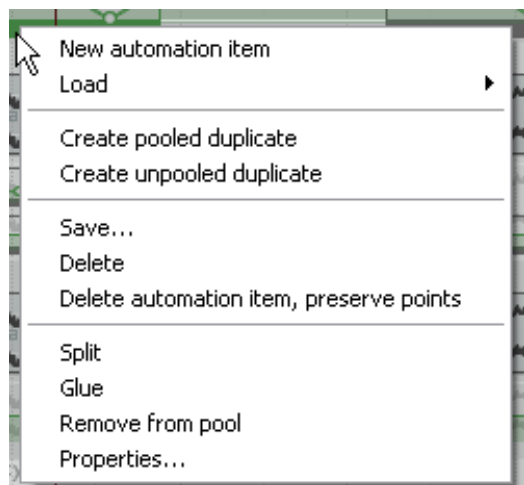 New automation item
Load
Create pooled duplicate
Create unpooled duplicate
Save...
Delete
Delete automation item, preserve points
Split
Glue
Remove from pool
Properties...